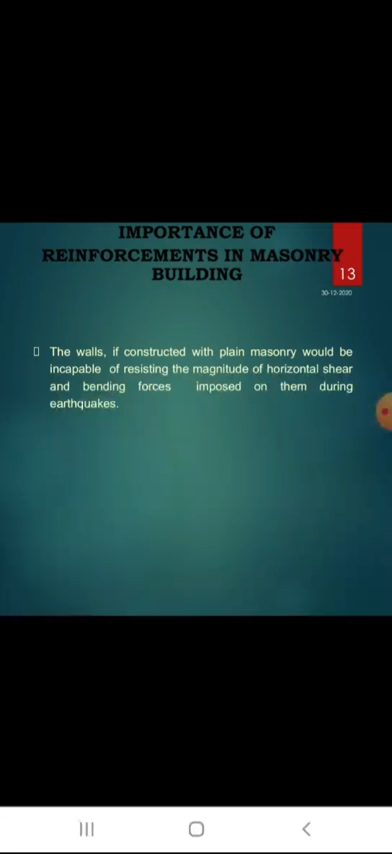 IMPORTANCE OF
REINFORCEMENTS IN MASONRY
BUILDING
13
30-12-2020
The walls, if constructed with plain masonry would be
incapable of resisting the magnitude of horizontal shear
and bending forces imposed on them during
earthquakes.